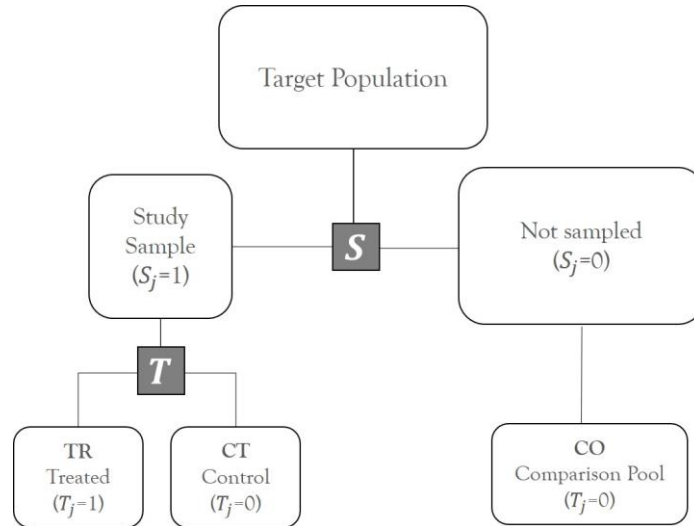 Target Population
Study
Sample
(Sj=1)
S
Not sampled
(Sj=0)
T
TR
Treated
(Tj=1)
CT
Control
(Tj=0)
CO
Comparison Pool
(Tj=0)